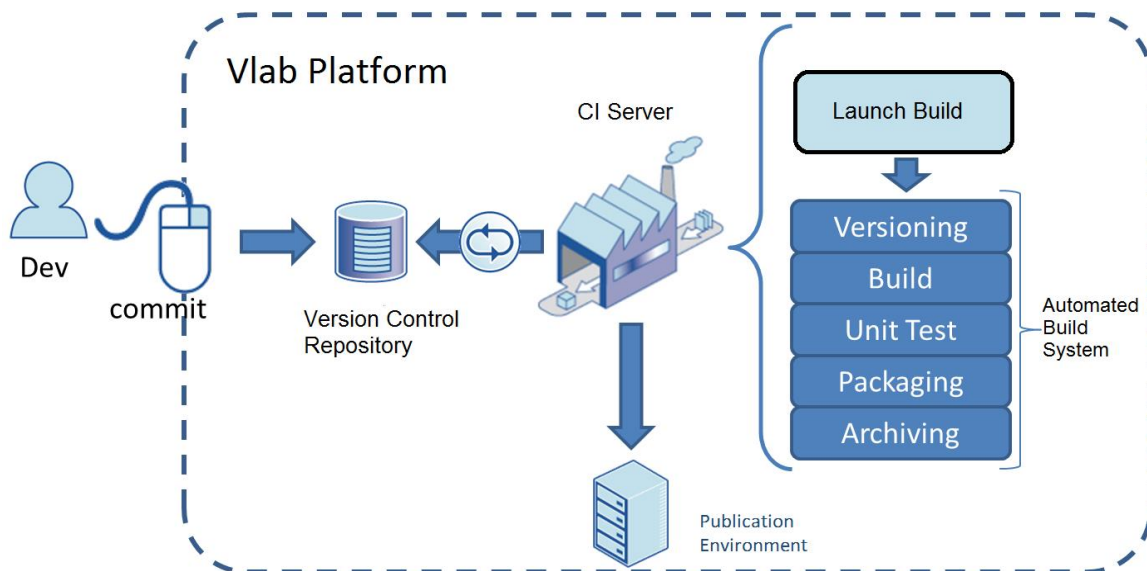 Vlab Platform
CI Server
Launch Build
Versioning
Build
Unit Test
Packaging
Archiving
Automated
Build
System
Dev
commit
Version Control
Repository
Publication
Environment